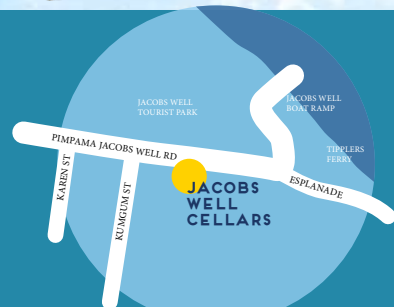 JACOBS WELL
TOURIST PARK
JACOBS WELL
BOAT RAMP
PIMPAMA JACOBS WELL RD
TIPPLERS
FERRY
KAREN ST
KUMGUM ST
ESPLANADE
JACOBS
WELL
CELLARS